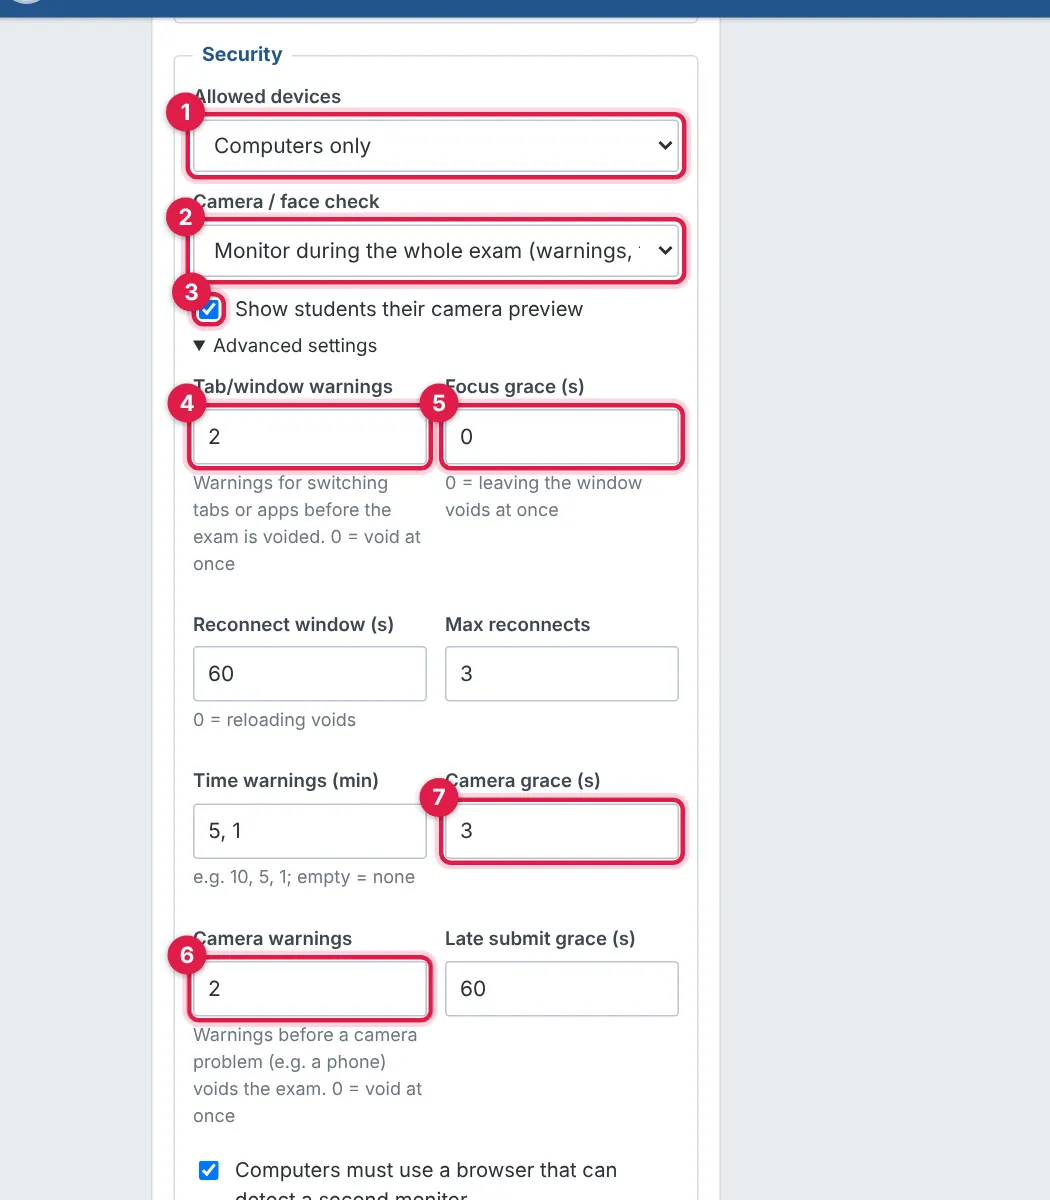 Security
Allowed devices
1
Computers only
Camera / face check
2
Monitor during the whole exam (warnings,
3
Show students their camera preview
▼ Advanced settings
Tab/window warnings
Focus grace (s)
4
5
2
0
Warnings for switching
tabs or apps before the
exam is voided. 0 = void at
once
0 = leaving the window
voids at once
Reconnect window (s)
Max reconnects
60
3
0 = reloading voids
Time warnings (min)
Camera grace (s)
7
5, 1
3
e.g. 10, 5, 1; empty = none
Camera warnings
Late submit grace (s)
6
2
60
Warnings before a camera
problem (e.g. a phone)
voids the exam. 0 = void at
once
Computers must use a browser that can
detect a second monitor